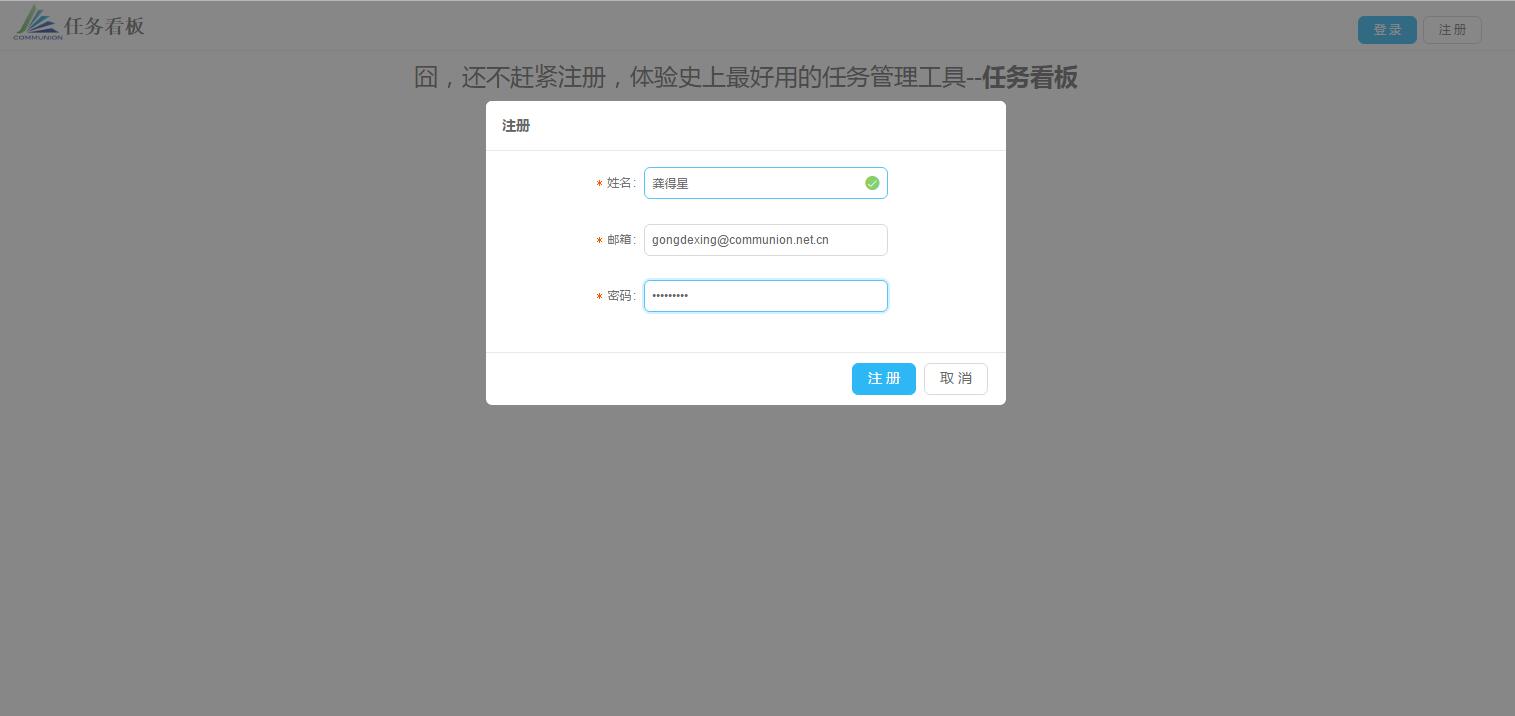 COMMUNION 任务看板
登录 注册
囧，还不赶紧注册，体验史上最好用的任务管理工具--任务看板
注册
* 姓名: 龚得星
* 邮箱: gongdexing@communion.net.cn
* 密码: •••••••••
注册 取消